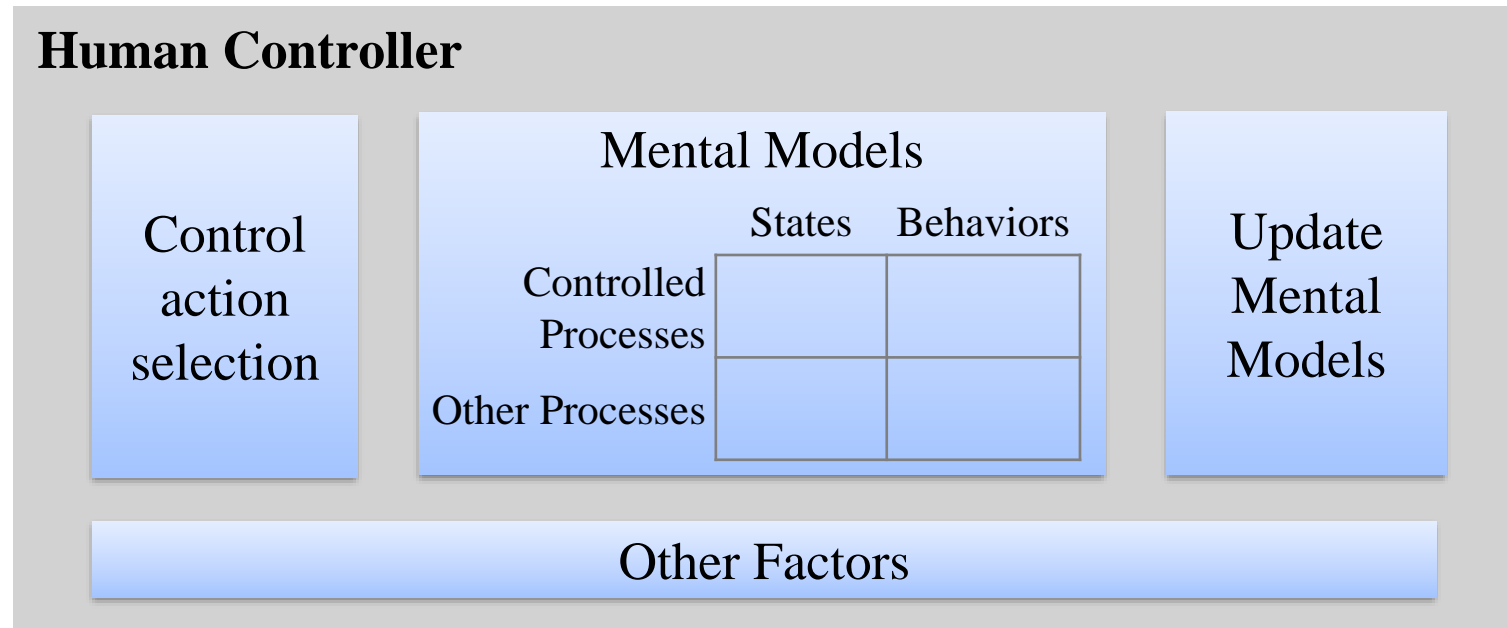 Human Controller
Control
action
selection
Mental Models
States Behaviors
Controlled
Processes
Other Processes
Update
Mental
Models
Other Factors